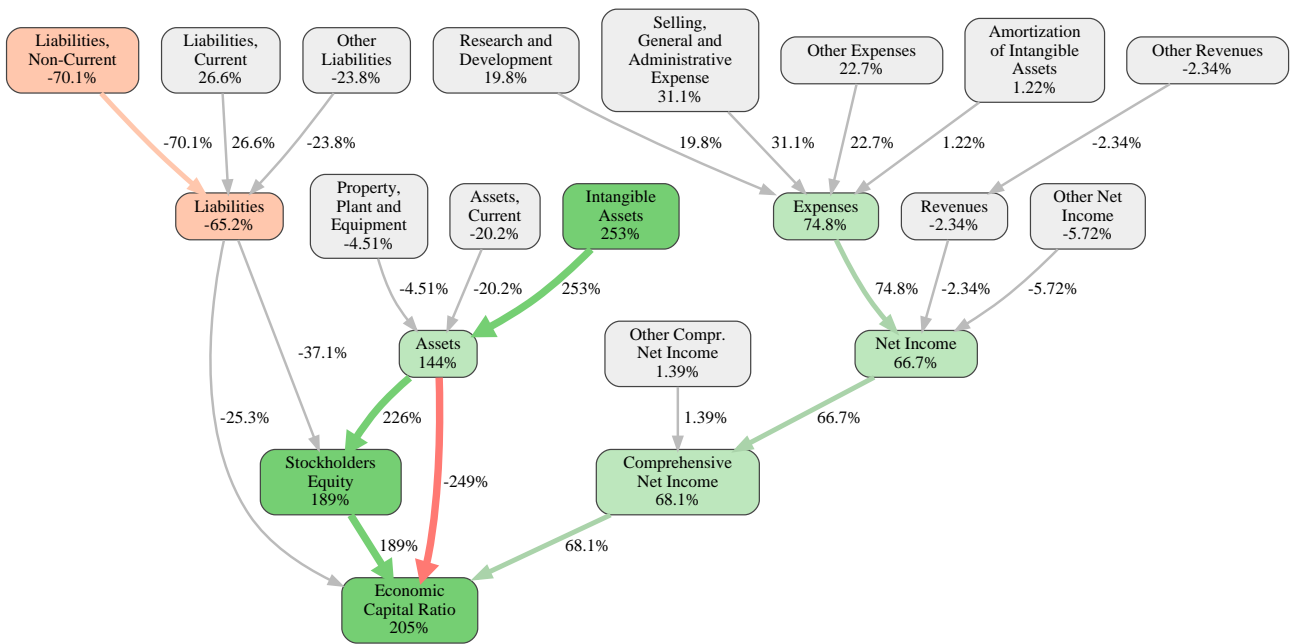 Liabilities,
Non-Current
-70.1%
Liabilities,
Current
26.6%
Other
Liabilities
-23.8%
Research and
Development
19.8%
Selling,
General and
Administrative
Expense
31.1%
Other Expenses
22.7%
Amortization
of Intangible
Assets
1.22%
Other Revenues
-2.34%
-70.1%
26.6%
-23.8%
19.8%
31.1%
22.7%
1.22%
-2.34%
Liabilities
-65.2%
Property,
Plant and
Equipment
-4.51%
Assets,
Current
-20.2%
Intangible
Assets
253%
Expenses
74.8%
Revenues
-2.34%
Other Net
Income
-5.72%
-4.51%
-20.2%
253%
74.8%
-2.34%
-5.72%
Assets
144%
Other Compr.
Net Income
1.39%
Net Income
66.7%
-37.1%
-25.3%
226%
1.39%
66.7%
Stockholders
Equity
189%
-249%
Comprehensive
Net Income
68.1%
189%
68.1%
Economic
Capital Ratio
205%